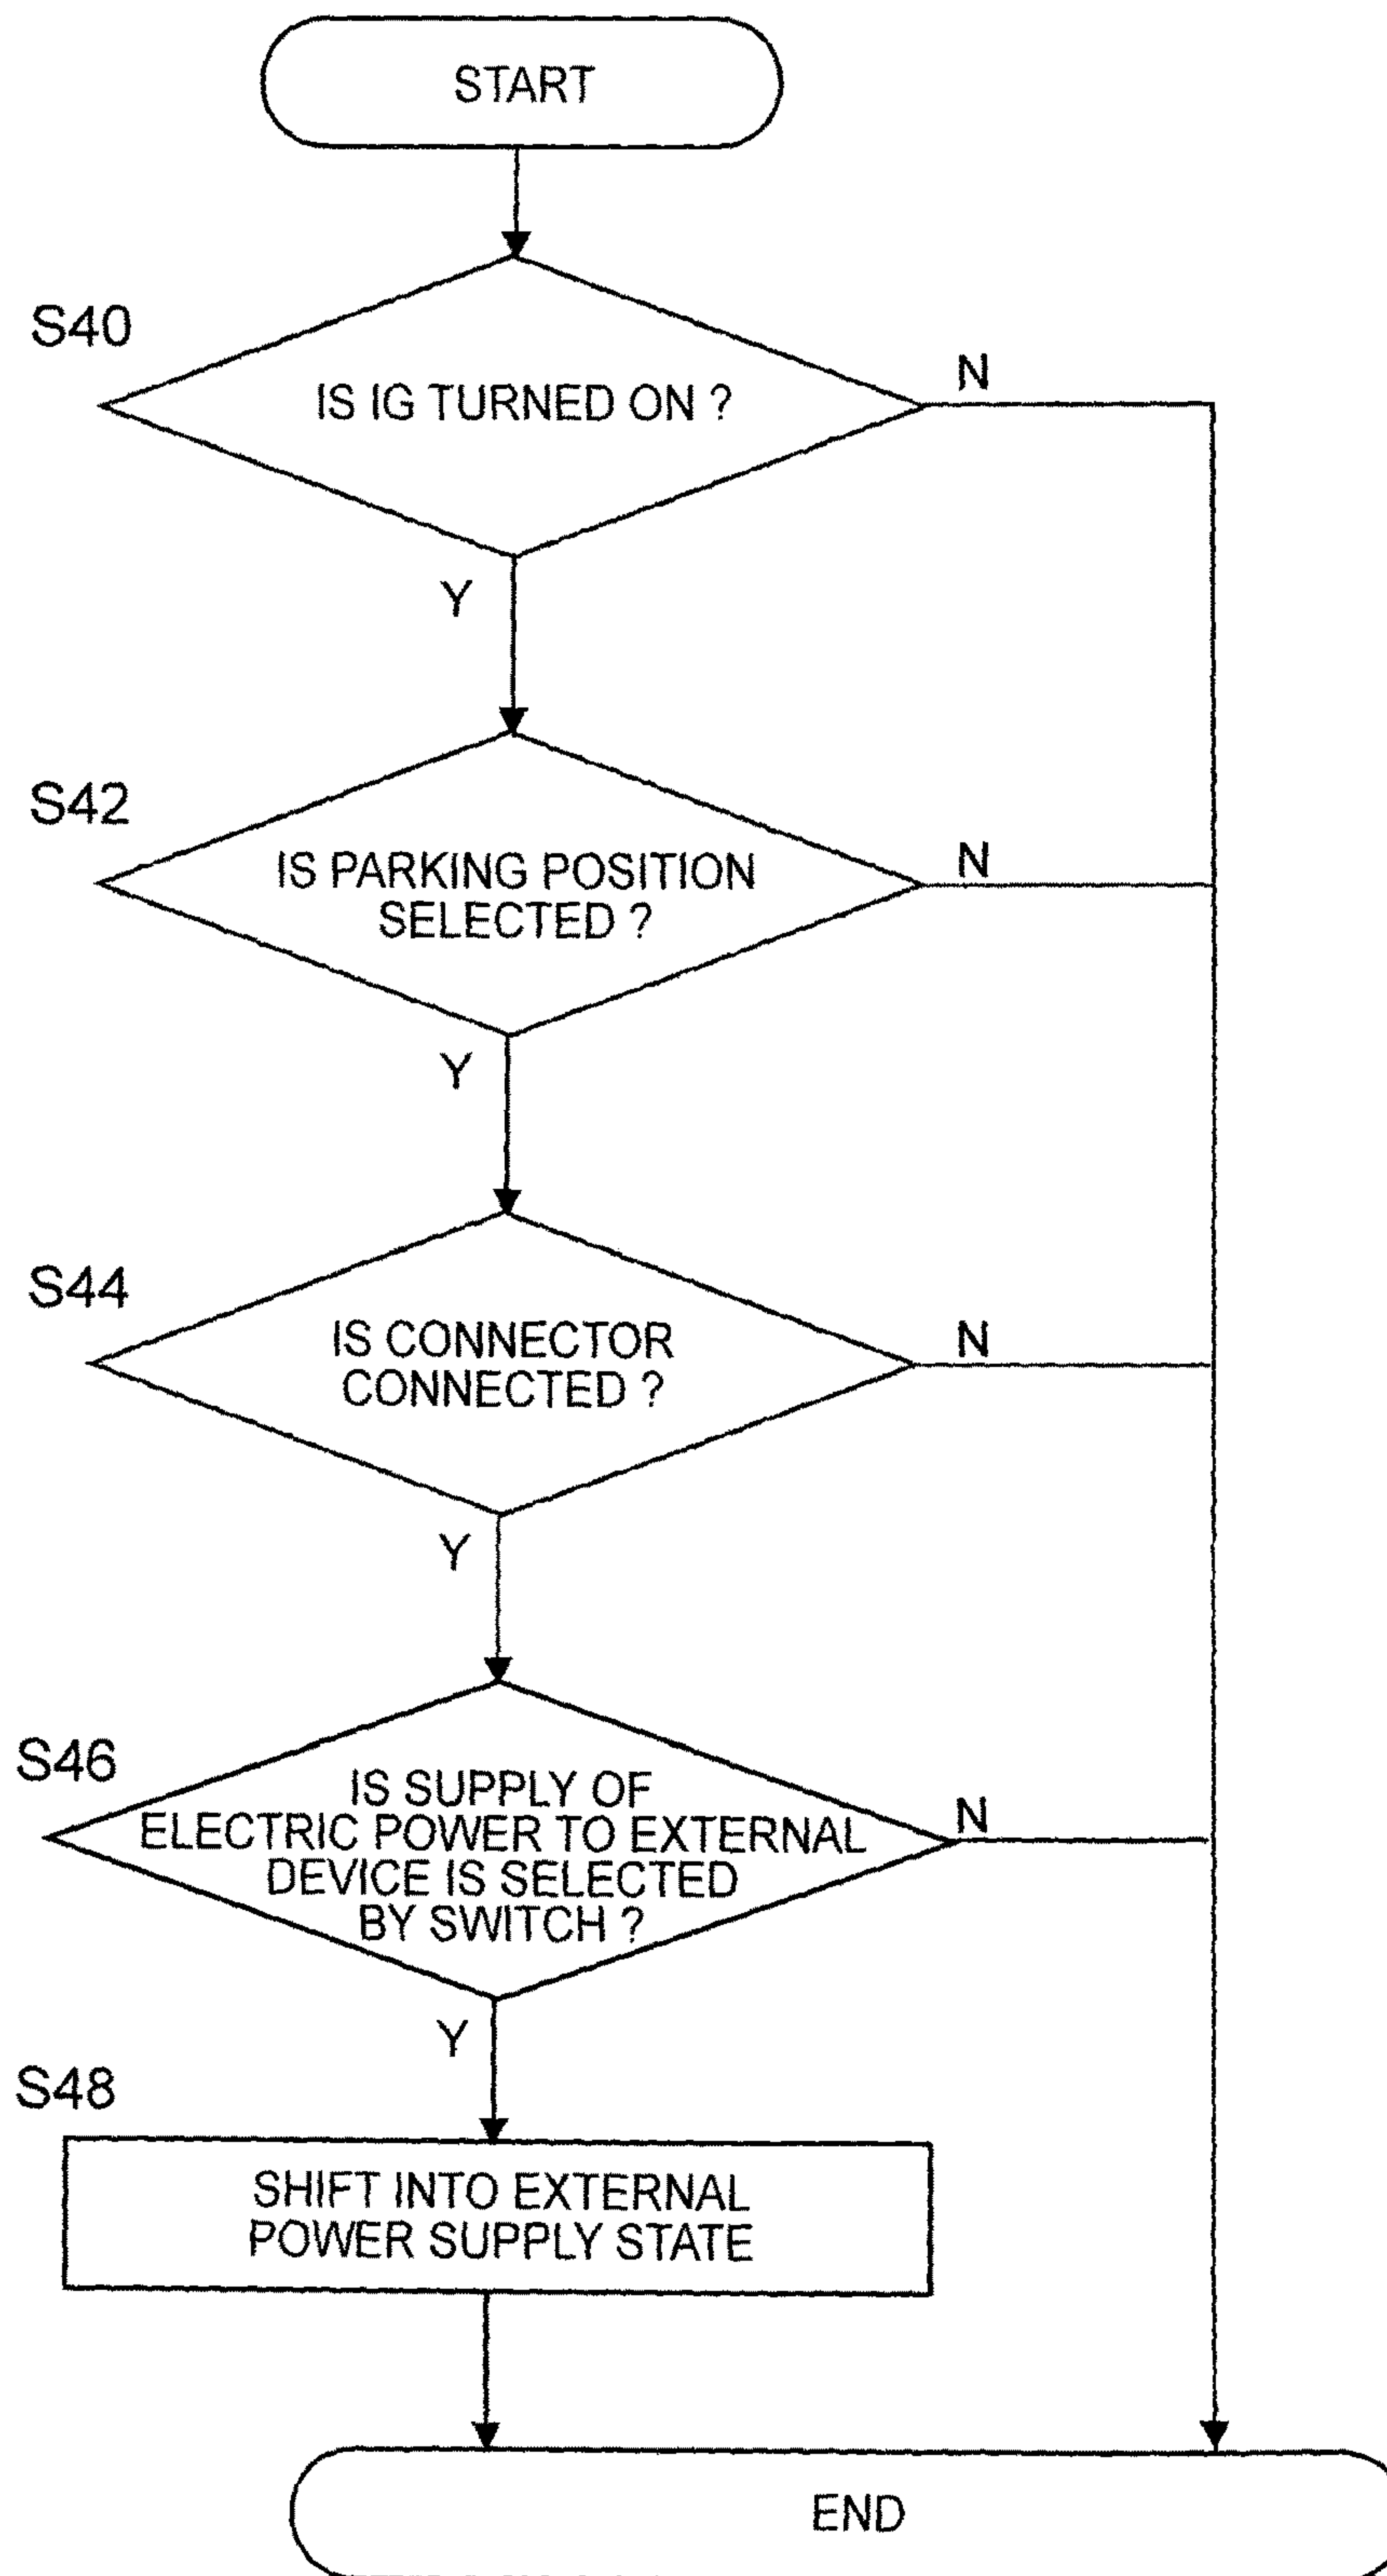 START
S40
IS IG TURNED ON ?
N
Y
S42
IS PARKING POSITION
SELECTED ?
N
Y
S44
IS CONNECTOR
CONNECTED ?
N
Y
S46
IS SUPPLY OF
ELECTRIC POWER TO EXTERNAL
DEVICE IS SELECTED
BY SWITCH ?
N
Y
S48
SHIFT INTO EXTERNAL
POWER SUPPLY STATE
END